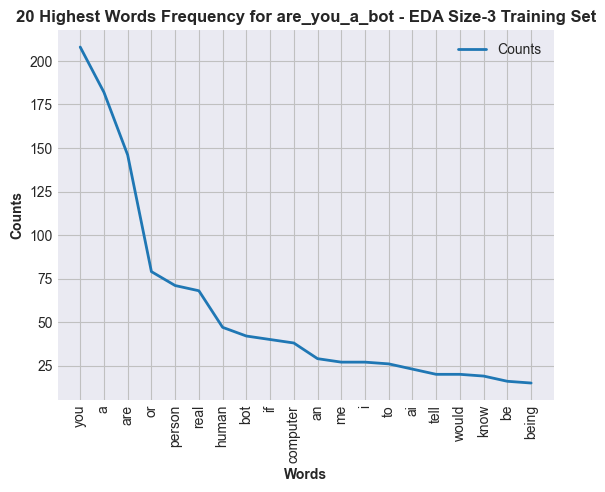 20 Highest Words Frequency for are_you_a_bot - EDA Size-3 Training Set
Counts
200
175
150
125
100
75
50
25
Counts
you
a
are
or
person
real
human
bot
if
computer
an
me
i
to
ai
tell
would
know
be
being
Words